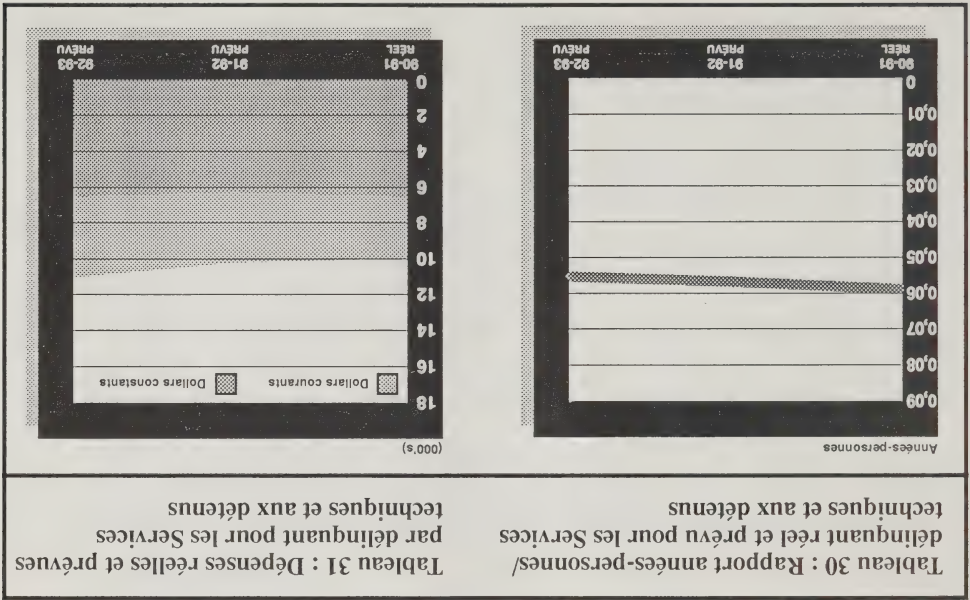 Tableau 30 : Rapport années-personnes/
délinquant réel et prévu pour les Services
techniques et aux détenus
Années-personnes
0,09
0,08
0,07
0,06
0,05
0,04
0,03
0,02
0,01
0
90-91
RÉEL
91-92
PRÉVU
92-93
PRÉVU
Tableau 31 : Dépenses réelles et prévues
par délinquant pour les Services
techniques et aux détenus
(000's)
18
16
14
12
10
8
6
4
2
0
Dollars courants
Dollars constants
90-91
RÉEL
91-92
PRÉVU
92-93
PRÉVU